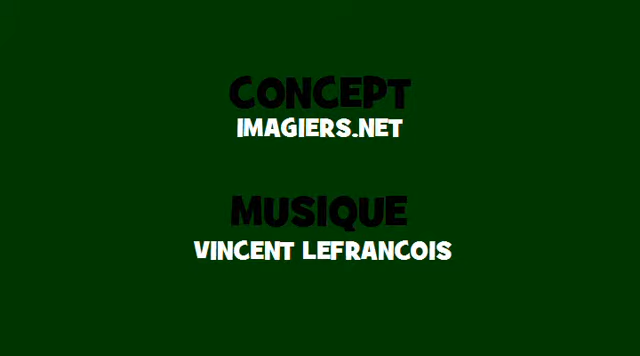 CONCEPT
IMAGIERS.NET
MUSIQUE
VINCENT LEFRANCOIS